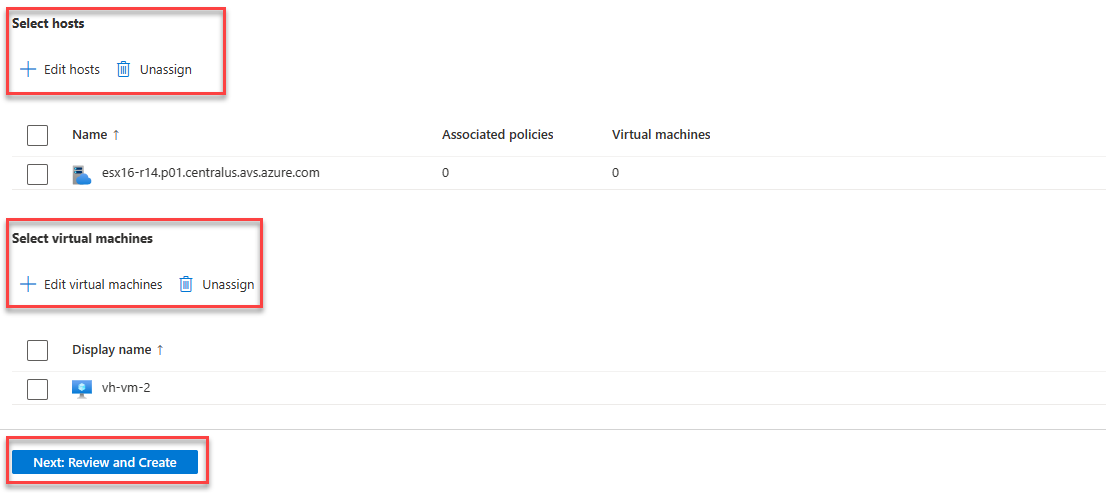 Select hosts
Edit hosts Unassign
Name ↑ Associated policies Virtual machines
esx16-r14.p01.centralus.avs.azure.com 0 0
Select virtual machines
Edit virtual machines Unassign
Display name ↑
vh-vm-2
Next: Review and Create